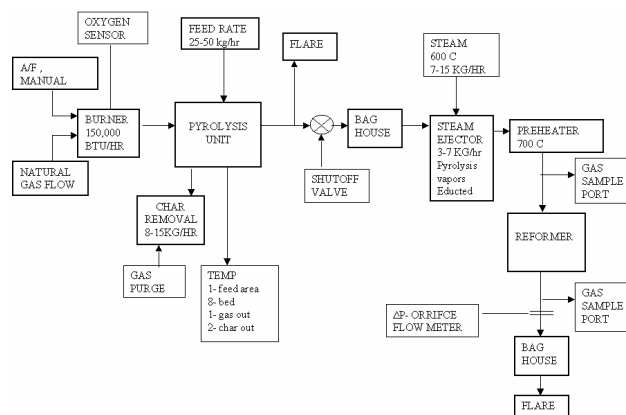 OXYGEN
SENSOR
FEED RATE
25-50 kg/hr
FLARE
STEAM
600 C
7-15 KG/HR
A/F ,
MANUAL
BURNER
150,000
BTU/HR
PYROLYSIS
UNIT
BAG
HOUSE
STEAM
EJECTOR
3-7 KG/hr
Pyrolysis
vapors
Educted
PREHEATER
700 C
NATURAL
GAS FLOW
SHUTOFF
VALVE
GAS
SAMPLE
PORT
CHAR
REMOVAL
8-15KG/HR
REFORMER
GAS
PURGE
TEMP
1- feed area
8- bed
1- gas out
2- char out
ΔP- ORRIFCE
FLOW METER
GAS
SAMPLE
PORT
BAG
HOUSE
FLARE